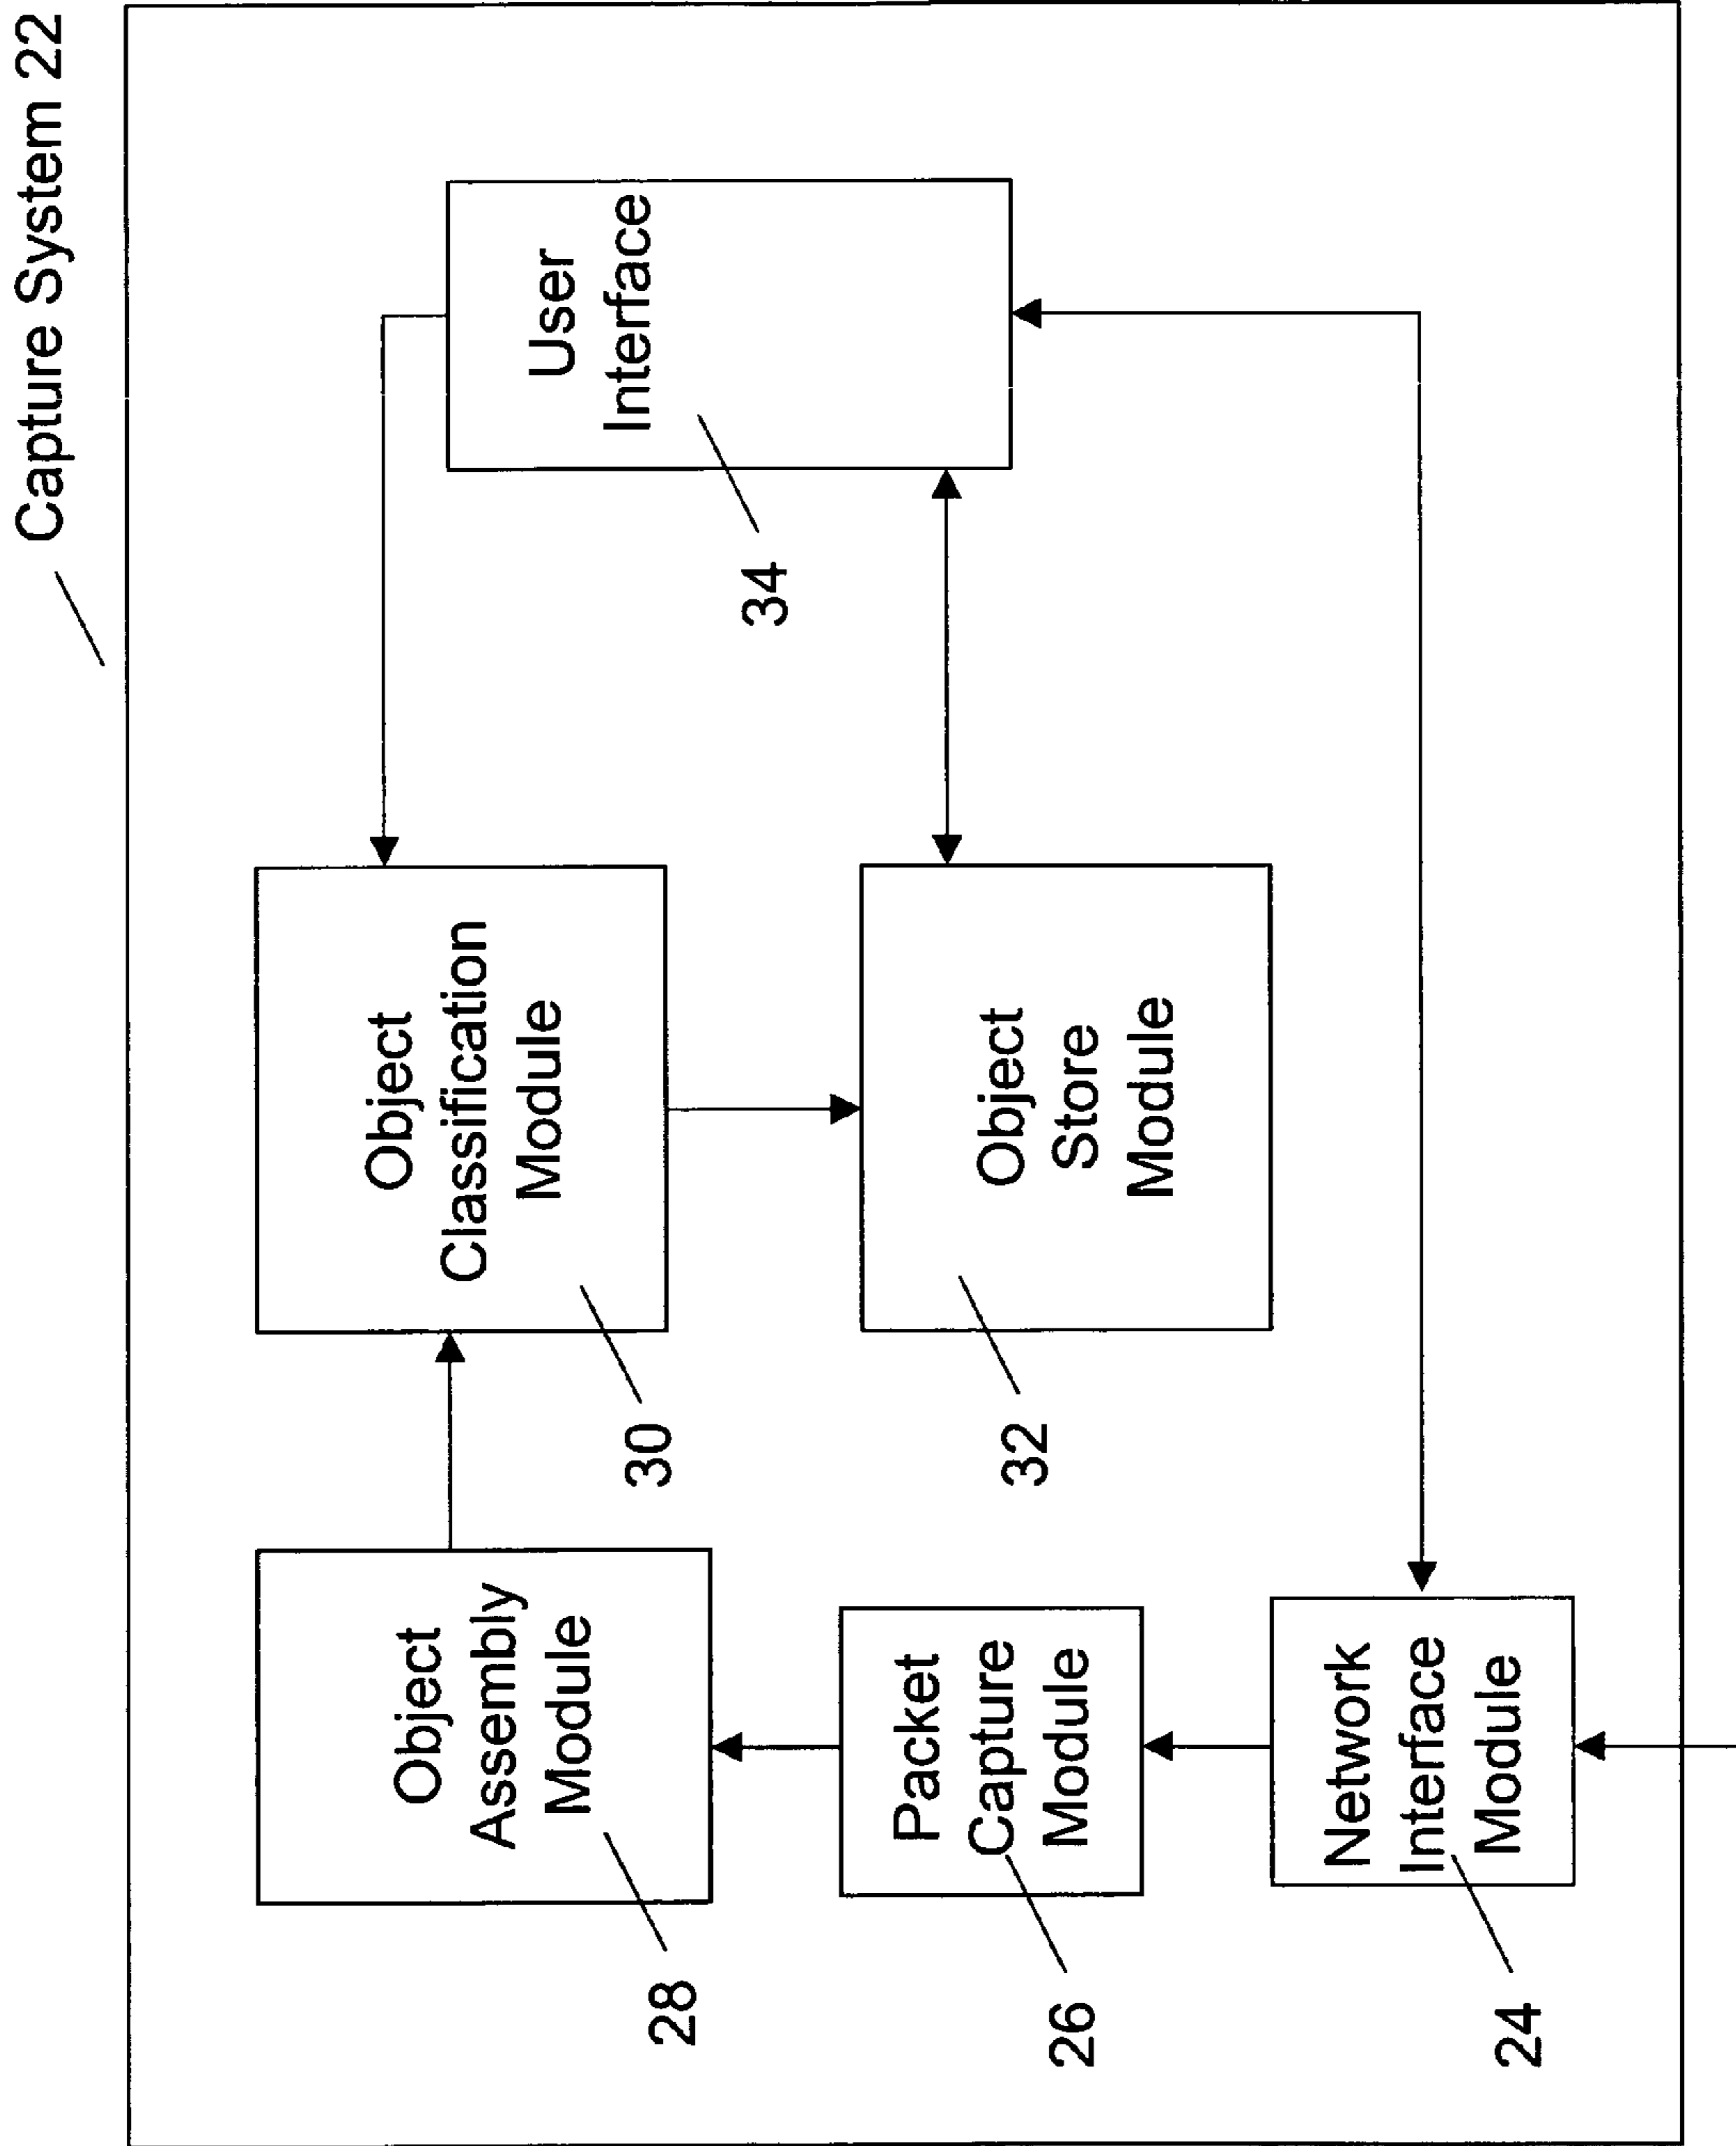 Capture System 22
Object
Assembly
Module
28
Object
Classification
Module
30
User
Interface
34
Packet
Capture
Module
26
Object
Store
Module
32
Network
Interface
Module
24